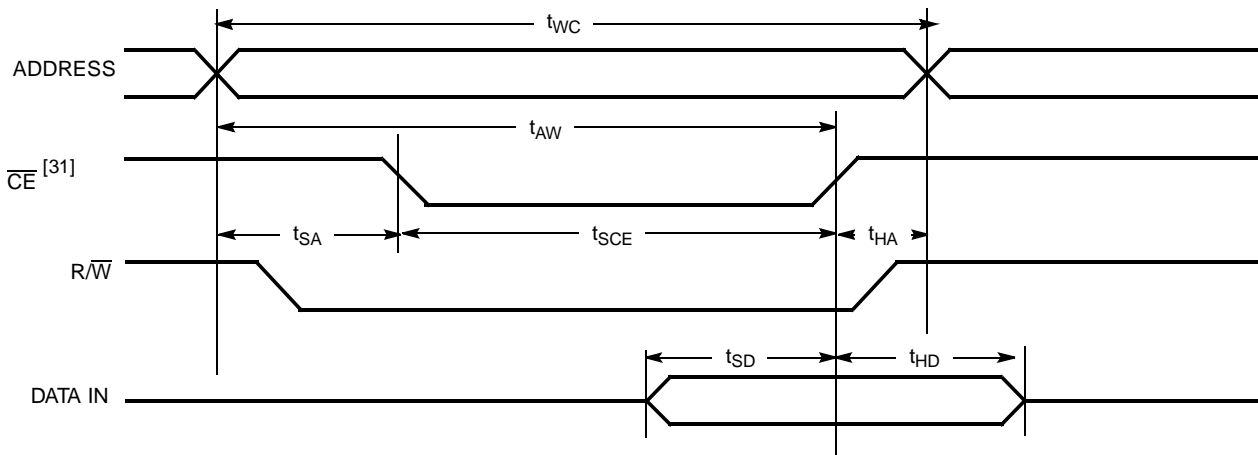 tWC
ADDRESS
tAW
CE [31]
tSA tSCE tHA
R/W
tSD tHD
DATA IN